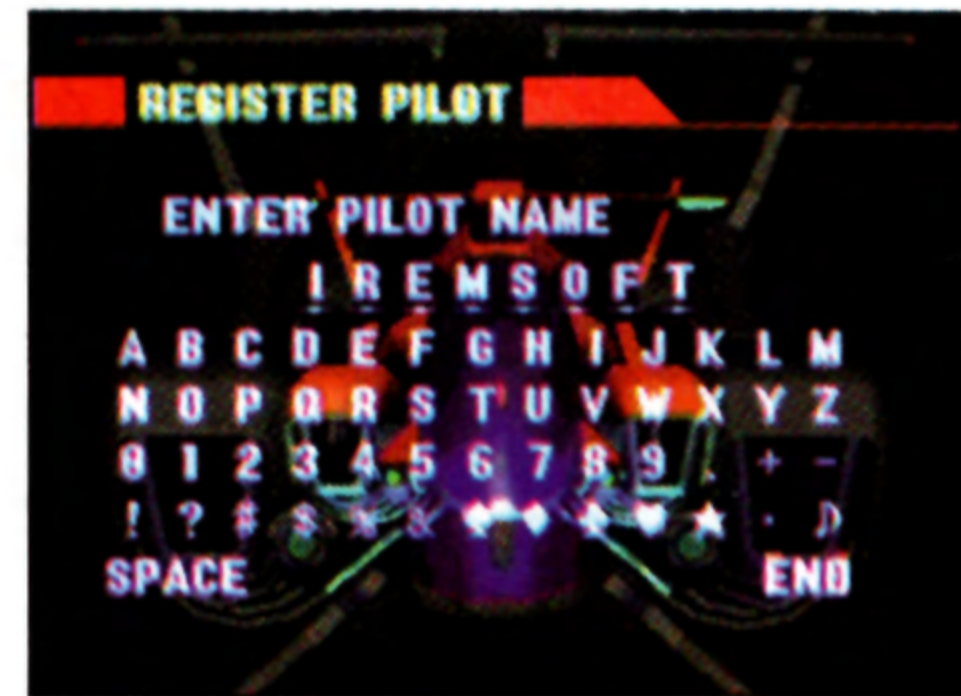 REGISTER PILOT
ENTER PILOT NAME
IREMSOFT
A B C D E F G H I J K L M
N O P Q R S T U V W X Y Z
0 1 2 3 4 5 6 7 8 9 . + -
! ? # $ % & ♠ ♦ ♣ ♥ ★ · ♪
SPACE END